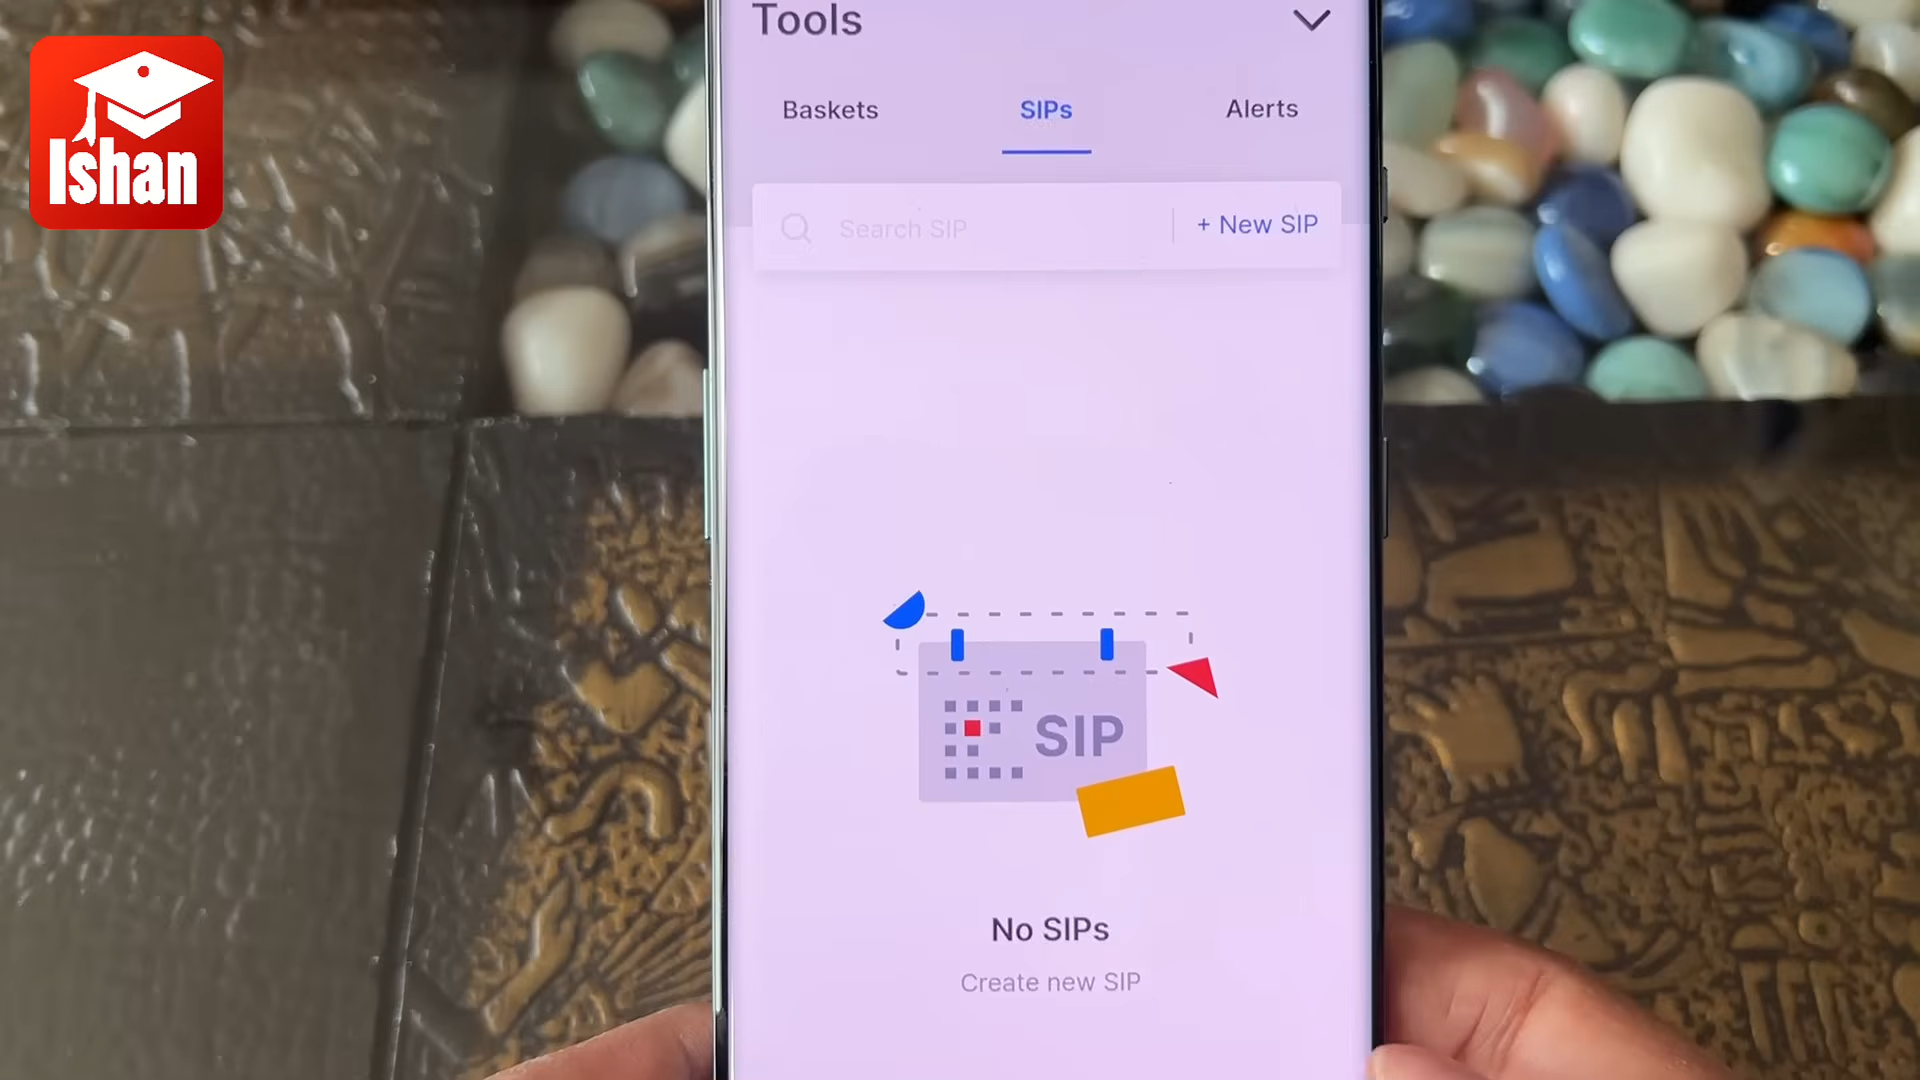 Ishan
Tools
Baskets SIPs Alerts
Search SIP + New SIP
SIP
No SIPs
Create new SIP